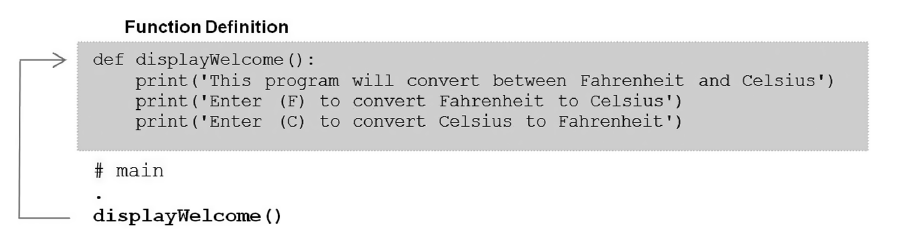 Function Definition
def displayWelcome():
    print('This program will convert between Fahrenheit and Celsius')
    print('Enter (F) to convert Fahrenheit to Celsius')
    print('Enter (C) to convert Celsius to Fahrenheit')
# main
.
displayWelcome()